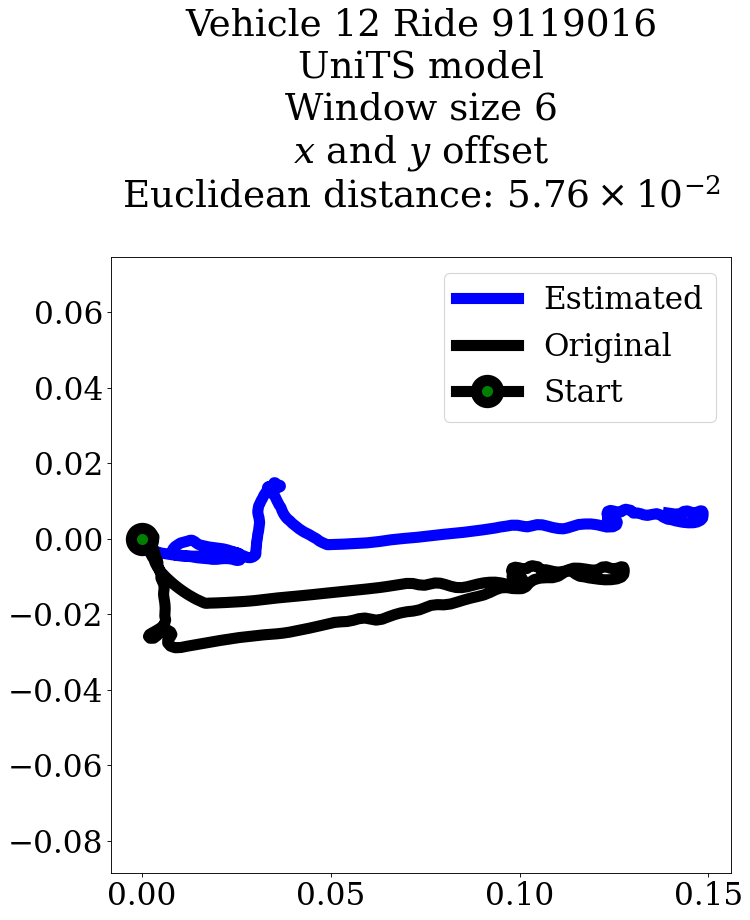 Vehicle 12 Ride 9119016
UniTS model
Window size 6
x and y offset
Euclidean distance: 5.76 × 10⁻²
Estimated
Original
Start
0.06
0.04
0.02
0.00
−0.02
−0.04
−0.06
−0.08
0.00 0.05 0.10 0.15